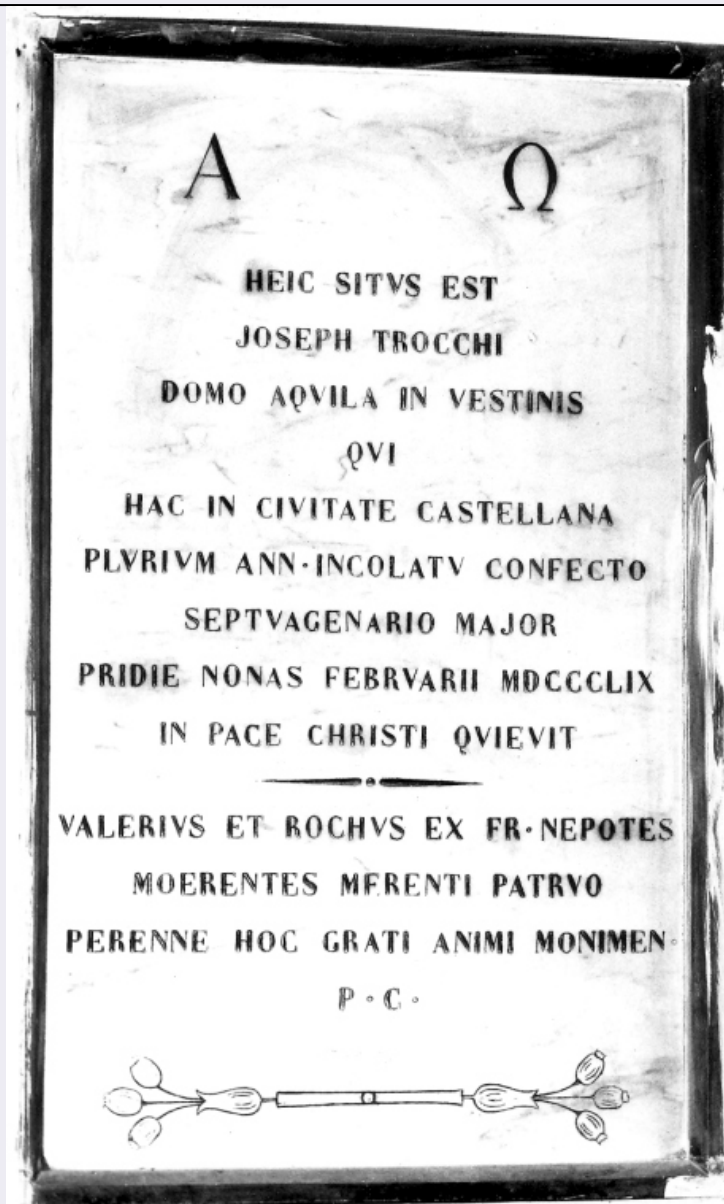 Α Ω
HEIC SITVS EST
JOSEPH TROCCHI
DOMO AQVILA IN VESTINIS
QVI
HAC IN CIVITATE CASTELLANA
PLVRIVM ANN·INCOLATV CONFECTO
SEPTVAGENARIO MAJOR
PRIDIE NONAS FEBRVARII MDCCCLIX
IN PACE CHRISTI QVIEVIT
VALERIVS ET ROCHVS EX FR·NEPOTES
MOERENTES MERENTI PATRVO
PERENNE HOC GRATI ANIMI MONIMEN·
P·C·